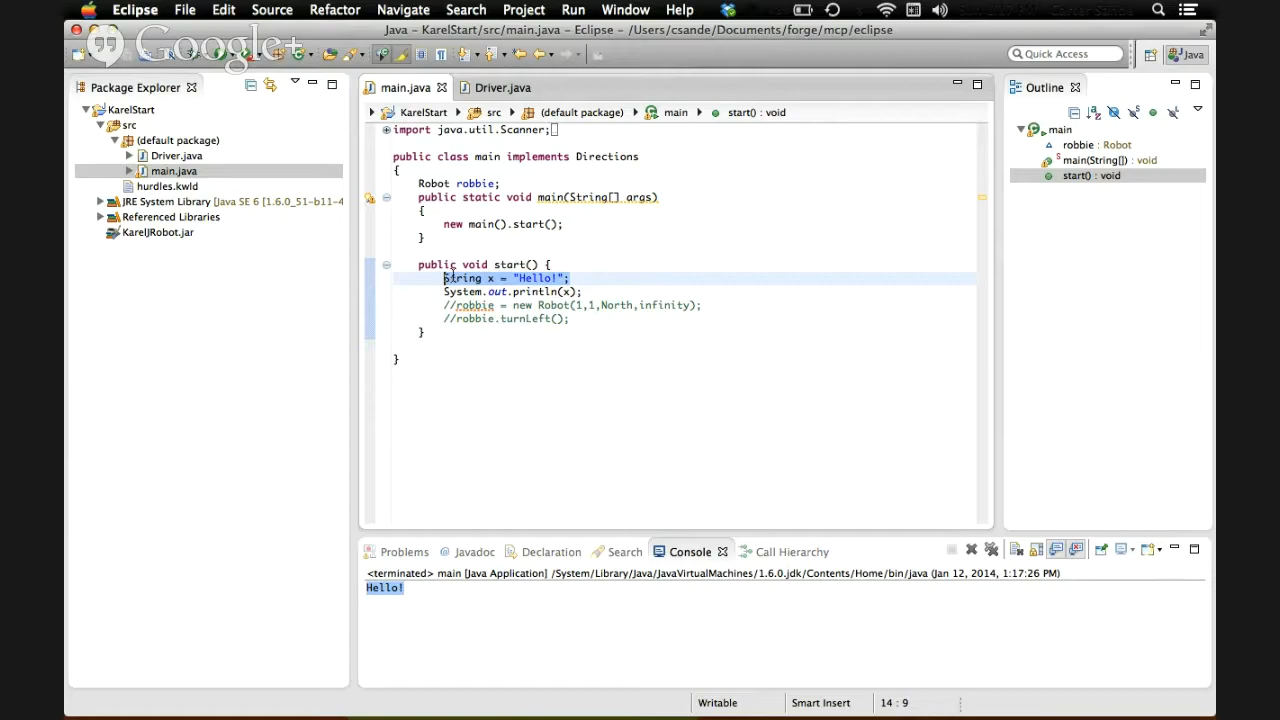 Eclipse File Edit Source Refactor Navigate Search Project Run Window Help
Java – KarelStart/src/main.java – Eclipse – /Users/csande/Documents/forge/mcp/eclipse
Google+
Quick Access
Java
Package Explorer
main.java
Driver.java
Outline
KarelStart
src
(default package)
Driver.java
main.java
hurdles.kwld
JRE System Library [Java SE 6 [1.6.0_51-b11-4
Referenced Libraries
KarelJRobot.jar
KarelStart src (default package) main start() : void
import java.util.Scanner;
public class main implements Directions
{
Robot robbie;
public static void main(String[] args)
{
new main().start();
}
public void start() {
String x = "Hello!";
System.out.println(x);
//robbie = new Robot(1,1,North,infinity);
//robbie.turnLeft();
}
}
main
robbie : Robot
main(String[]) : void
start() : void
Problems @ Javadoc Declaration Search Console Call Hierarchy
<terminated> main [Java Application] /System/Library/Java/JavaVirtualMachines/1.6.0.jdk/Contents/Home/bin/java (Jan 12, 2014, 1:17:26 PM)
Hello!
Writable Smart Insert 14 : 9